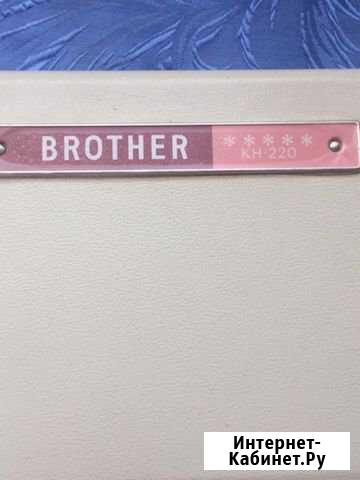 BROTHER
*****
KH-220
Интернет-
Кабинет.Ру